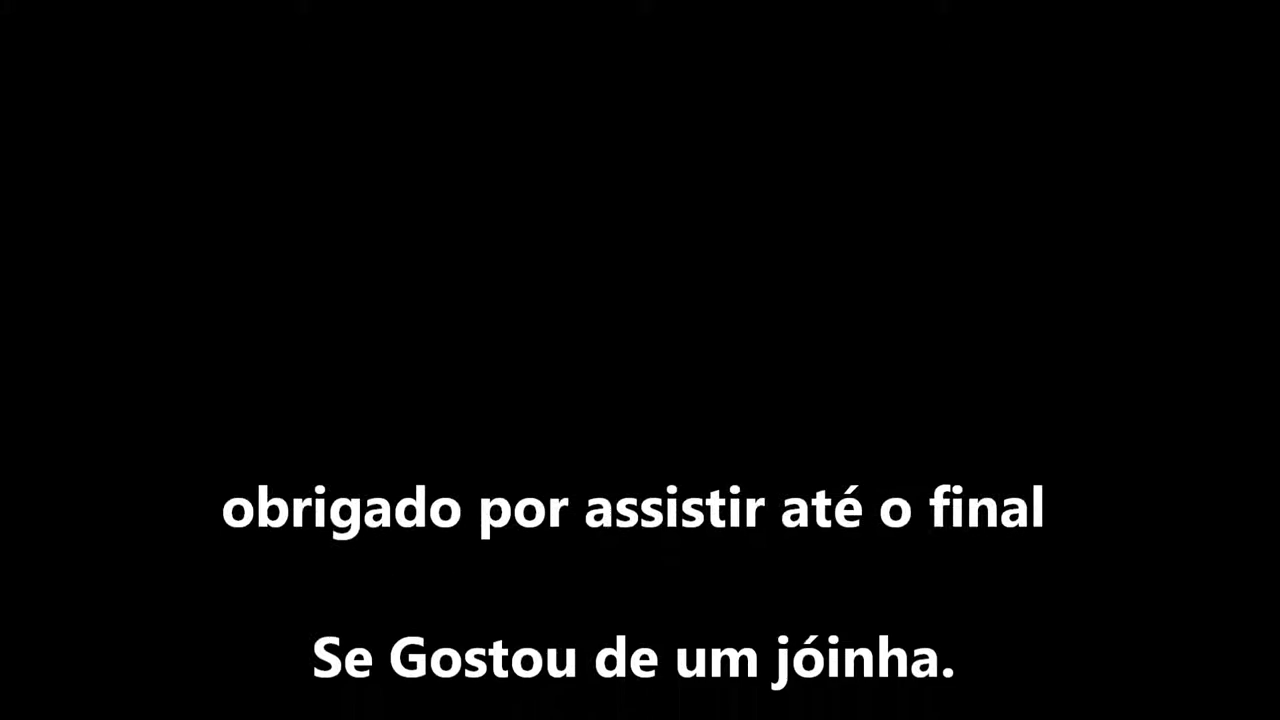 obrigado por assistir até o final
Se Gostou de um jóinha.